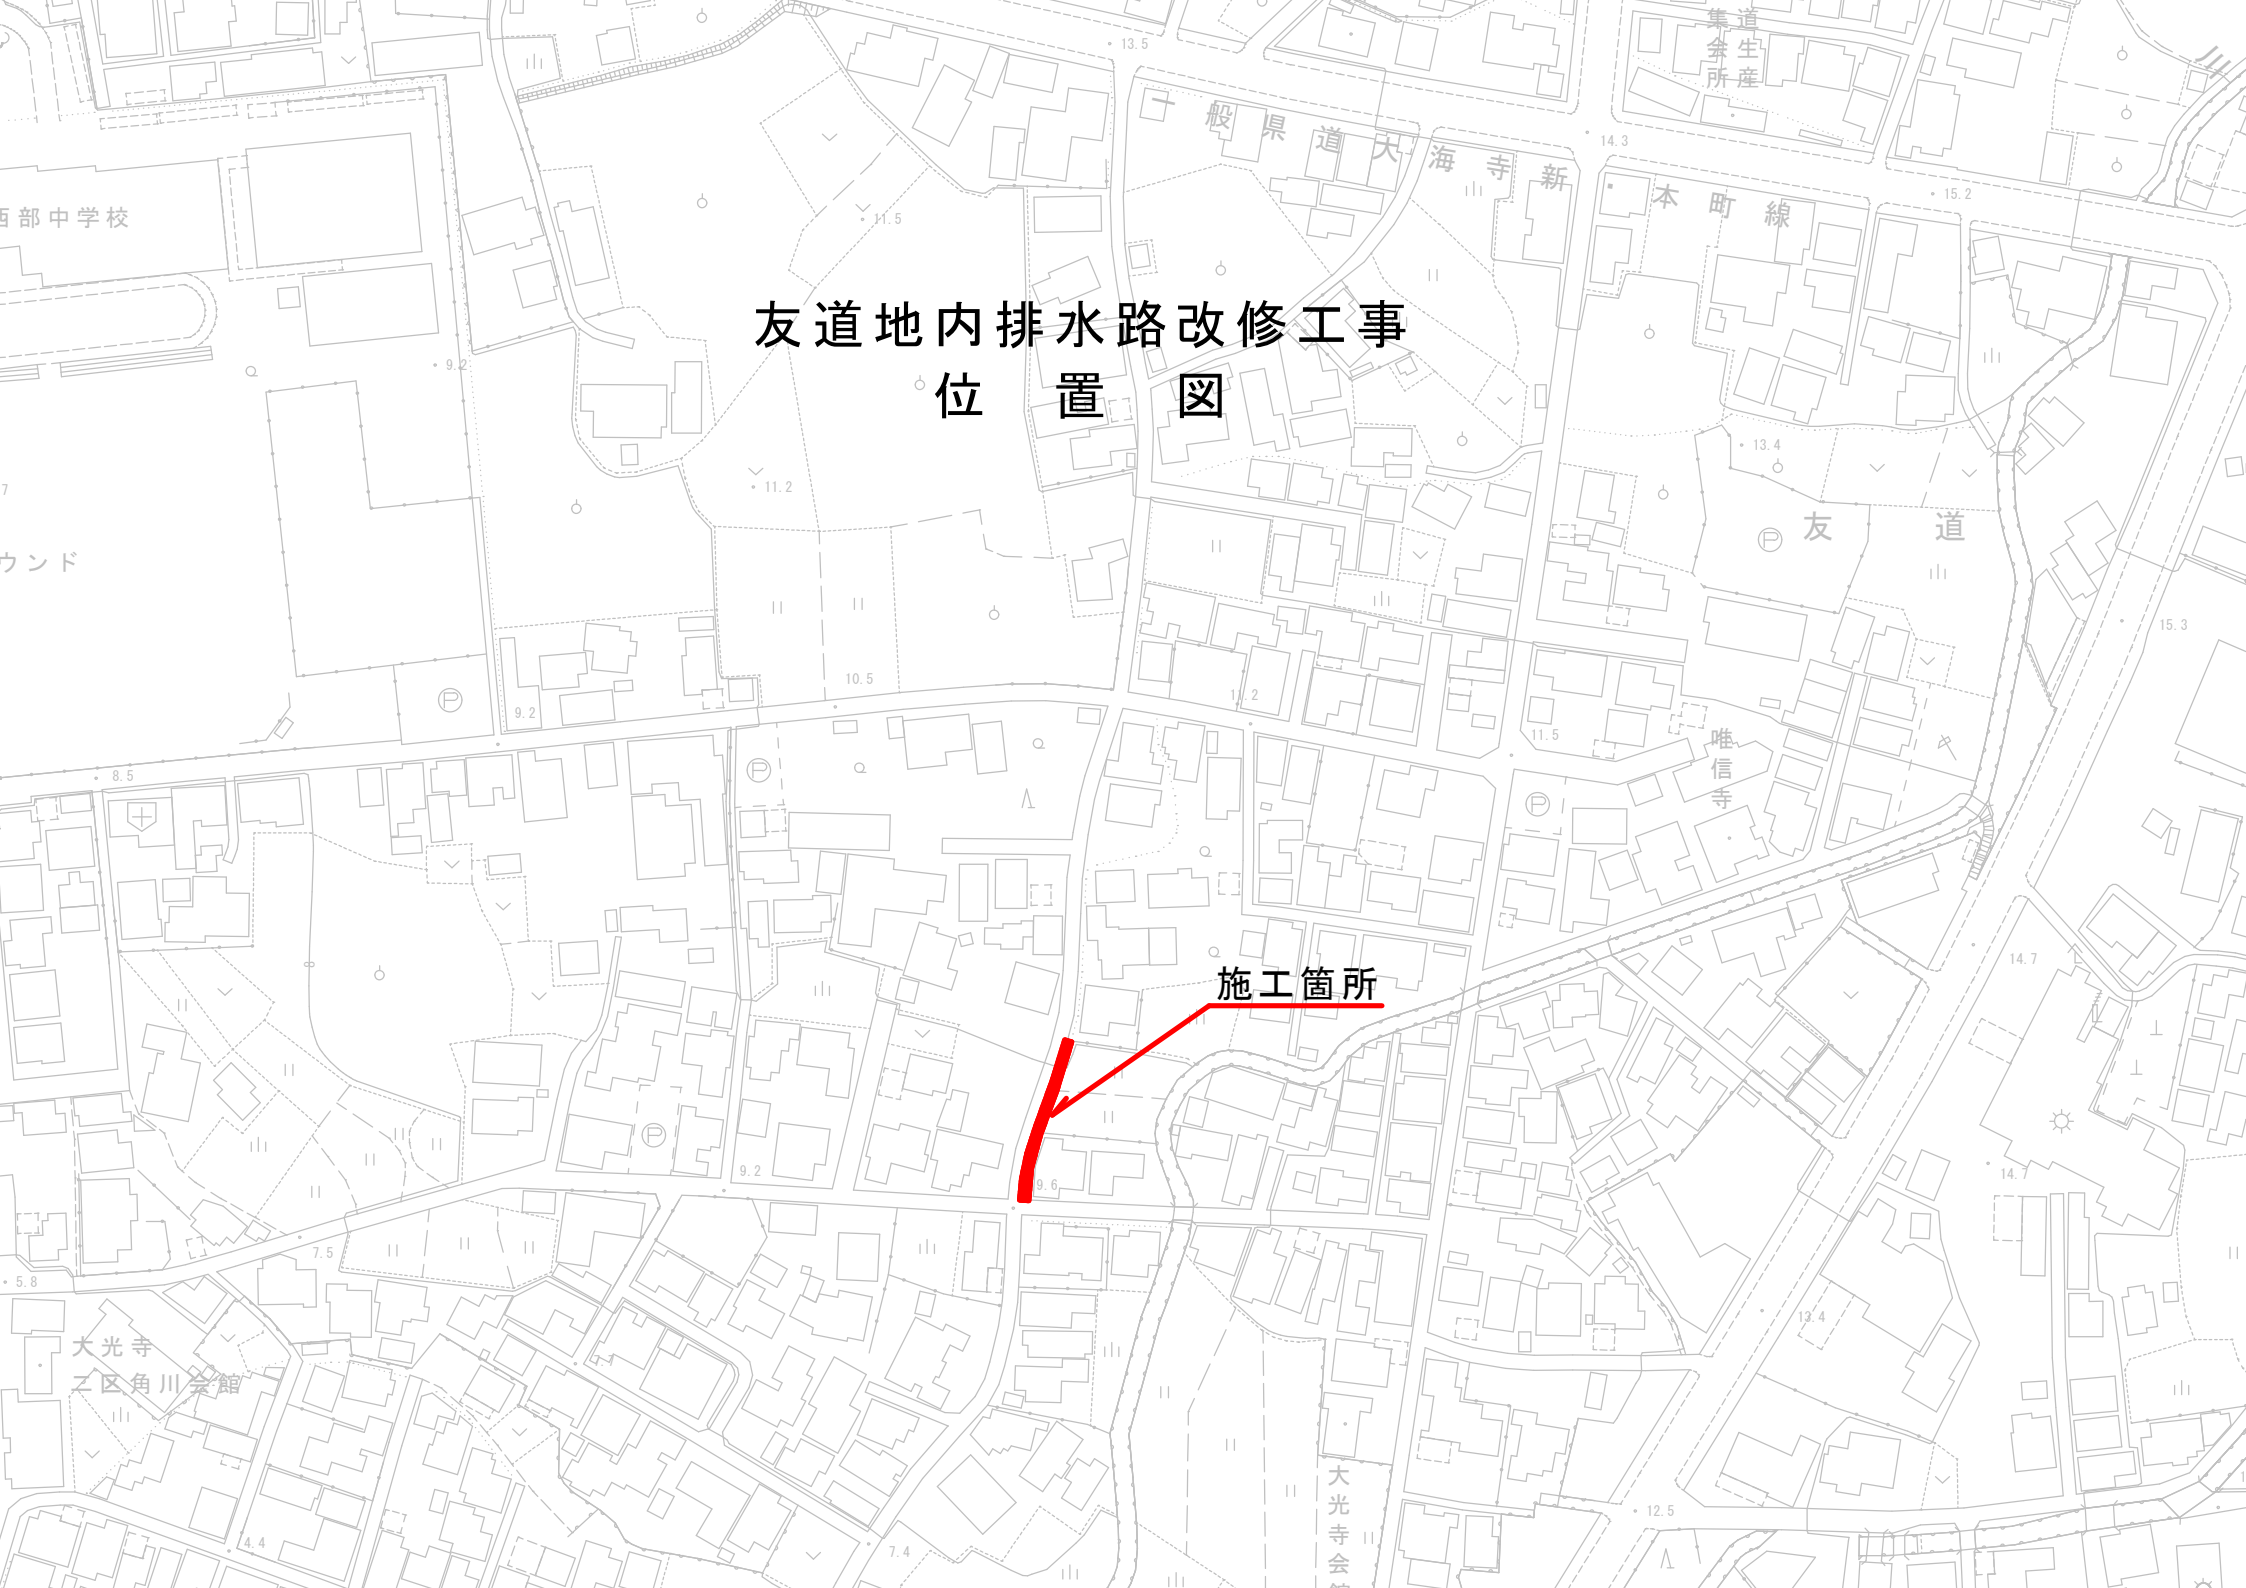 友道地内排水路改修工事
位置図
施工箇所
一般県道大海寺新本町線
道生産
集会所
川
西部中学校
ウンド
友道
唯信寺
大光寺
二区角川会館
大光寺会館
13.5
14.3
15.2
11.5
9.2
13.4
11.2
7
15.3
10.5
11.2
9.2
11.5
8.5
14.7
9.2
9.6
14.7
7.5
5.8
13.4
12.5
4.4
7.4
P
P
P
P
P